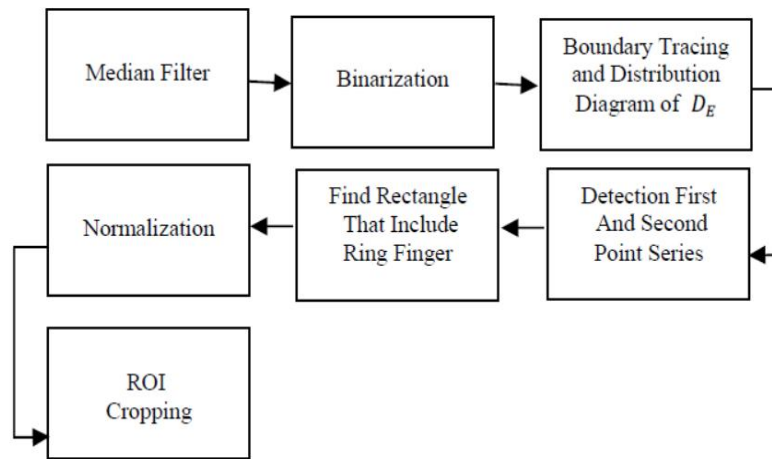 Median Filter
Binarization
Boundary Tracing
and Distribution
Diagram of D_E
Detection First
And Second
Point Series
Find Rectangle
That Include
Ring Finger
Normalization
ROI
Cropping